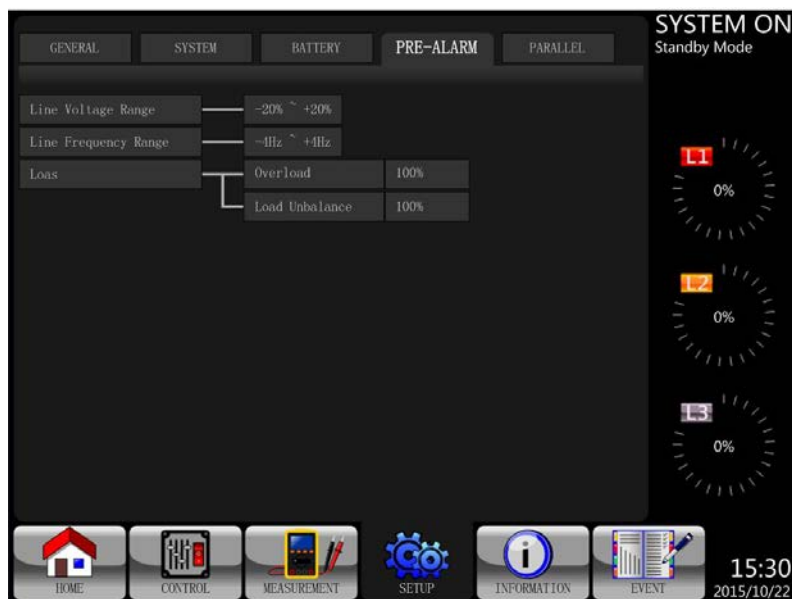 GENERAL SYSTEM BATTERY PRE-ALARM PARALLEL
SYSTEM ON
Standby Mode
Line Voltage Range -20% ~ +20%
Line Frequency Range -4Hz ~ +4Hz
Loas Overload 100%
Load Unbalance 100%
L1
0%
L2
0%
L3
0%
HOME CONTROL MEASUREMENT SETUP INFORMATION EVENT
15:30
2015/10/22